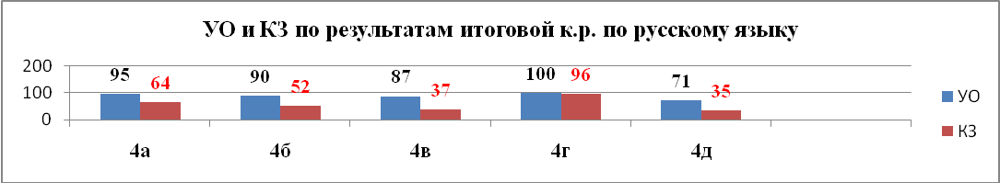 УО и КЗ по результатам итоговой к.р. по русскому языку
200
100
0
95 64 90 52 87 37 100 96 71 35
4а 4б 4в 4г 4д
УО
КЗ